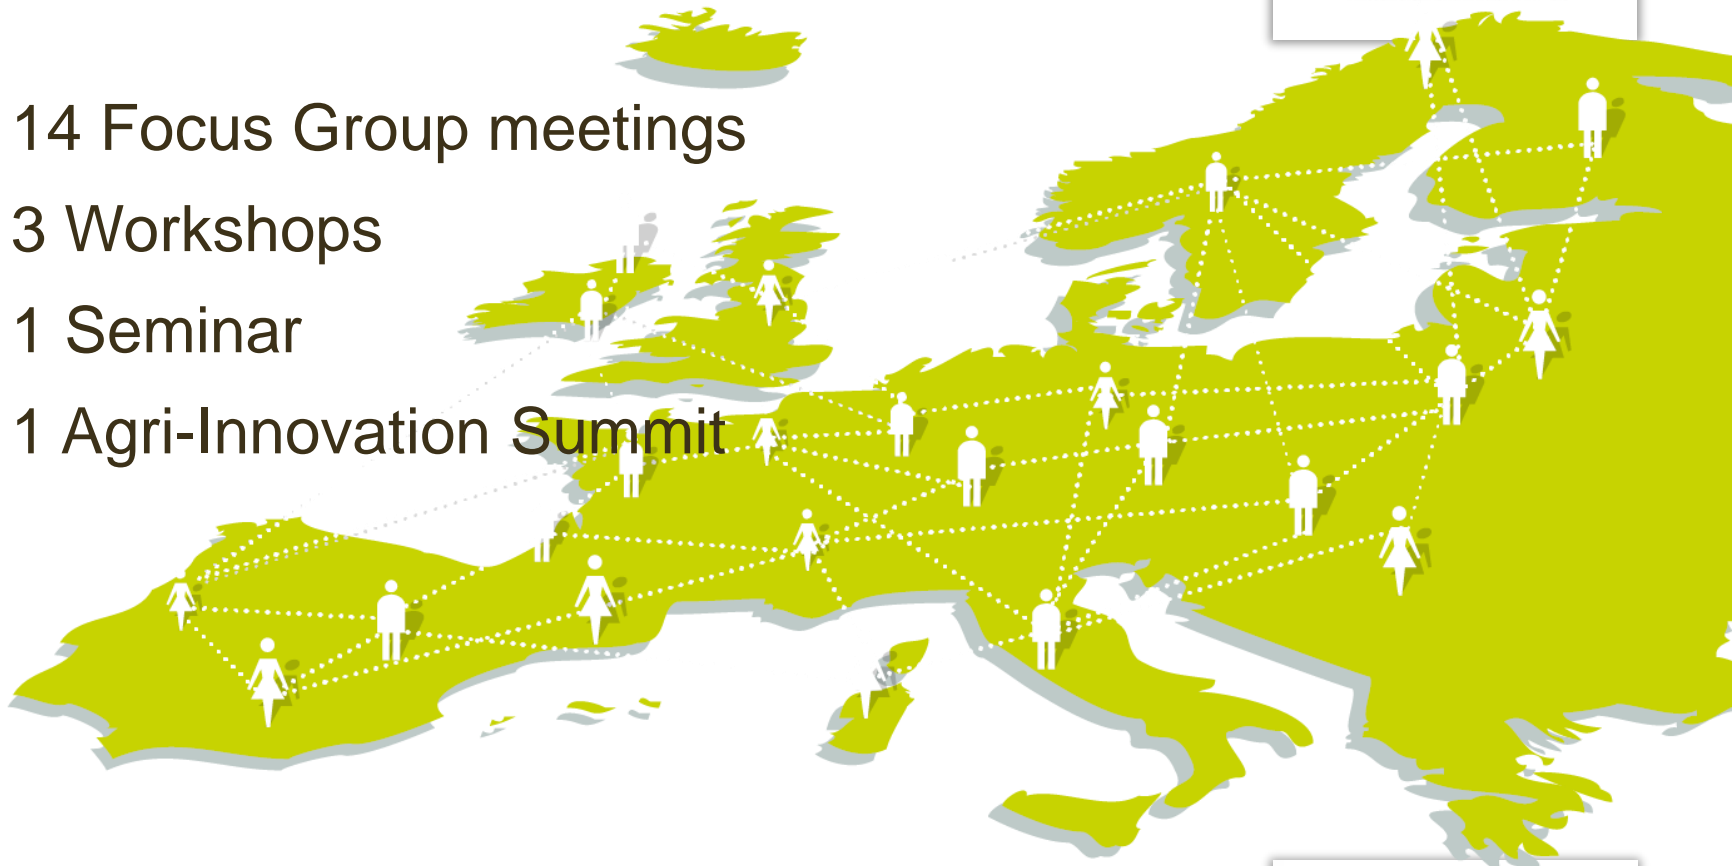 14 Focus Group meetings
3 Workshops
1 Seminar
1 Agri-Innovation Summit